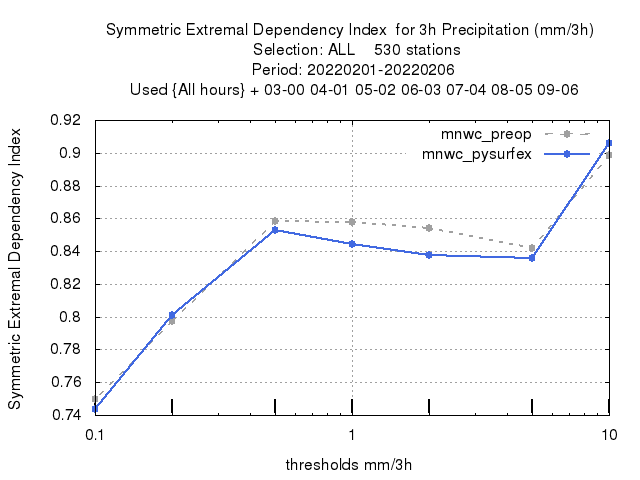 Symmetric Extremal Dependency Index  for 3h Precipitation (mm/3h)
Selection: ALL    530 stations
Period: 20220201-20220206
Used {All hours} + 03-00 04-01 05-02 06-03 07-04 08-05 09-06
Symmetric Extremal Dependency Index
0.92
0.9
0.88
0.86
0.84
0.82
0.8
0.78
0.76
0.74
mnwc_preop
mnwc_pysurfex
0.1
1
10
thresholds mm/3h